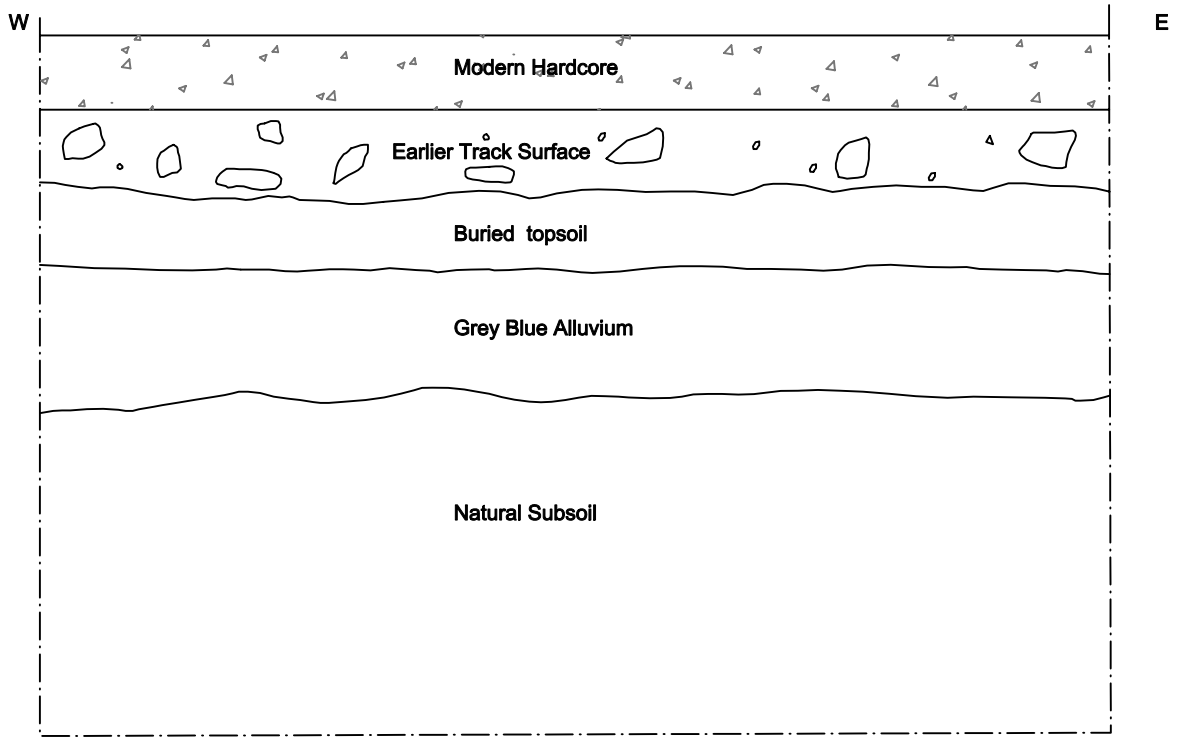 W
E
Modern Hardcore
Earlier Track Surface
Buried topsoil
Grey Blue Alluvium
Natural Subsoil